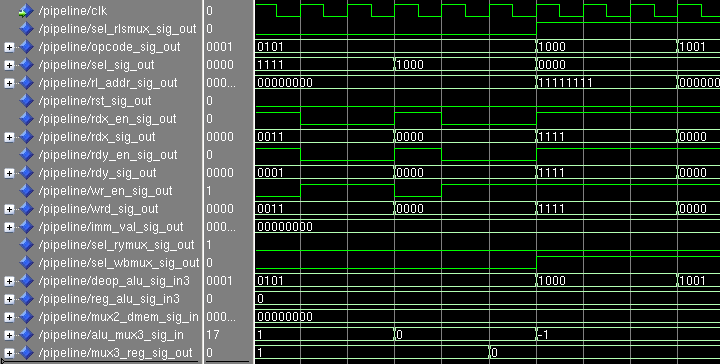 /pipeline/clk 0
/pipeline/sel_rlsmux_sig_out 0
/pipeline/opcode_sig_out 0001 0101 1000 1001
/pipeline/sel_sig_out 0000 1111 1000 0000
/pipeline/rl_addr_sig_out 000... 00000000 11111111 000000
/pipeline/rst_sig_out 0
/pipeline/rdx_en_sig_out 0
/pipeline/rdx_sig_out 0000 0011 0000 1111 0000
/pipeline/rdy_en_sig_out 0
/pipeline/rdy_sig_out 0000 0001 0000 1111 0000
/pipeline/wr_en_sig_out 1
/pipeline/wrd_sig_out 0000 0011 0000 1111 0000
/pipeline/imm_val_sig_out 000... 00000000
/pipeline/sel_rymux_sig_out 1
/pipeline/sel_wbmux_sig_out 0
/pipeline/deop_alu_sig_in3 0001 0101 1000 1001
/pipeline/reg_alu_sig_in3 0 0
/pipeline/mux2_dmem_sig_in 000... 00000000
/pipeline/alu_mux3_sig_in 17 1 0 -1
/pipeline/mux3_reg_sig_out 0 1 0